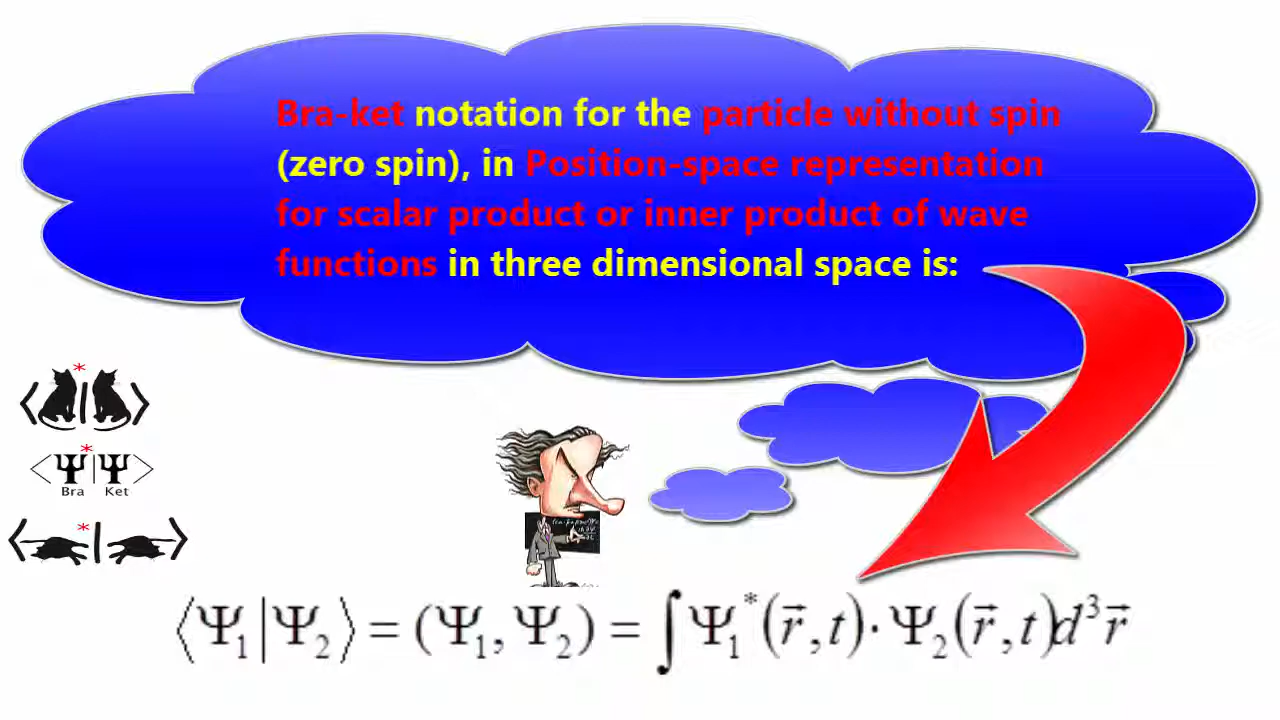 Bra-ket notation for the particle without spin
(zero spin), in Position-space representation
for scalar product or inner product of wave
functions in three dimensional space is:
⟨*|⟩
⟨Ψ*|Ψ⟩
Bra Ket
⟨*|⟩
⟨Ψ₁|Ψ₂⟩ = (Ψ₁, Ψ₂) = ∫Ψ₁*(r⃗,t)·Ψ₂(r⃗,t)d³r⃗